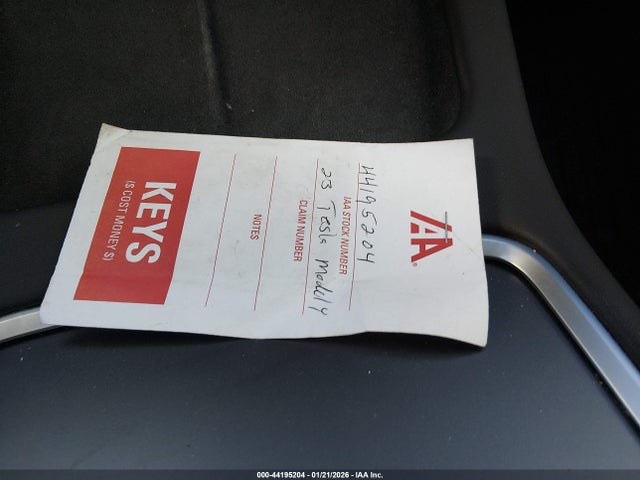 IAA
44195204
IAA STOCK NUMBER
23 Tesla Model Y
CLAIM NUMBER
NOTES
KEYS
($ COST MONEY $)
000-44195204 - 01/21/2026 - IAA Inc.